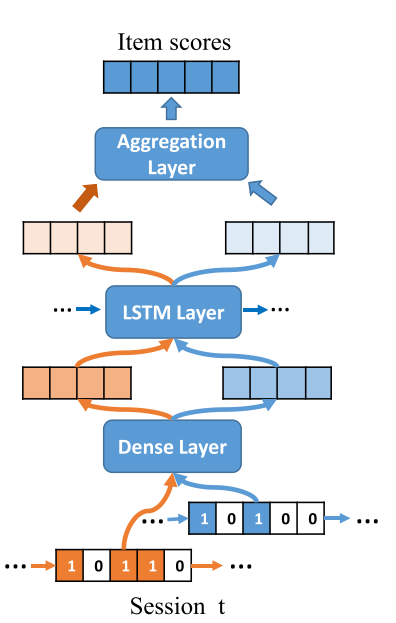 Item scores
Aggregation
Layer
... LSTM Layer ...
Dense Layer
... 1 0 1 0 0 ...
... 1 0 1 1 0 ...
Session t